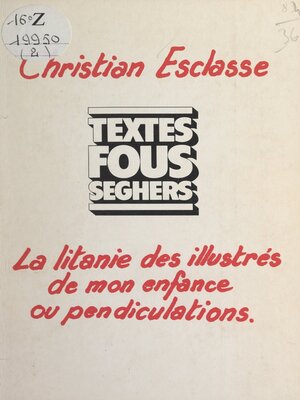 16° Z
19950
(2)
Christian Esclasse
TEXTES
FOUS
SEGHERS
La litanie des illustrés
de mon enfance
ou pendiculations.